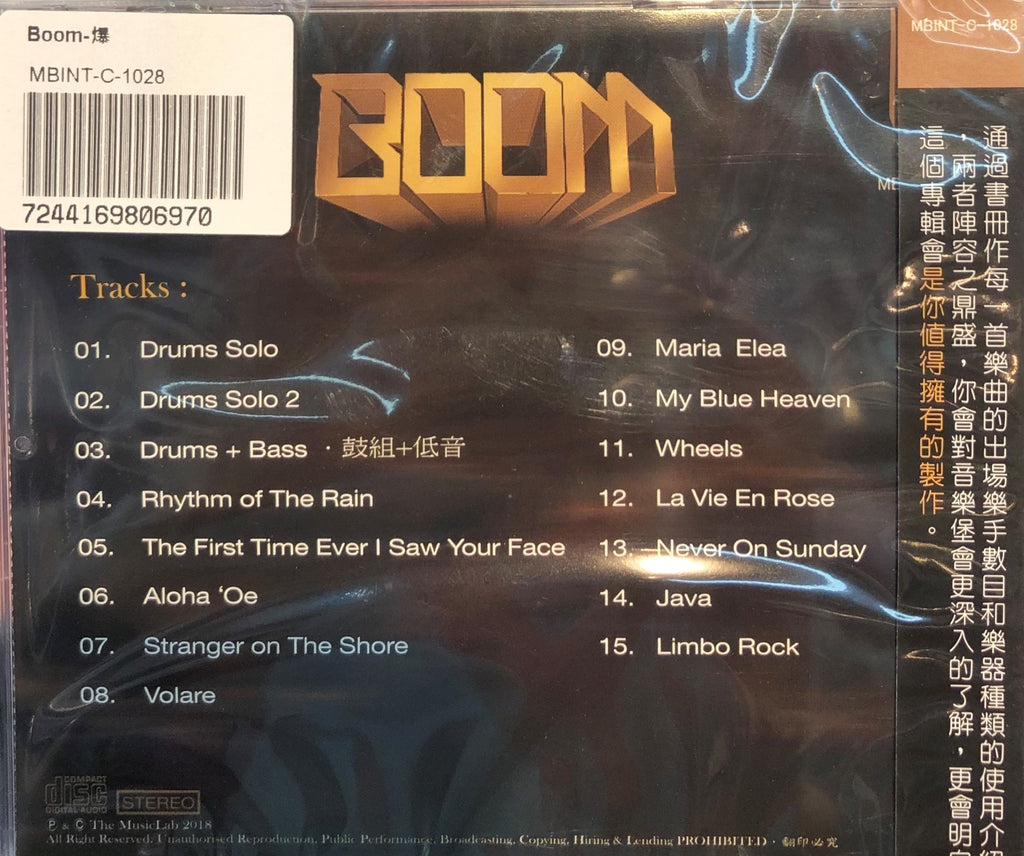 Boom-爆
MBINT-C-1028
7244169806970
BOOM
Tracks :
01. Drums Solo
02. Drums Solo 2
03. Drums + Bass ・鼓組+低音
04. Rhythm of The Rain
05. The First Time Ever I Saw Your Face
06. Aloha ‘Oe
07. Stranger on The Shore
08. Volare
09. Maria Elea
10. My Blue Heaven
11. Wheels
12. La Vie En Rose
13. Never On Sunday
14. Java
15. Limbo Rock
COMPACT
disc
DIGITAL AUDIO
STEREO
℗ & © The MusicLab 2018
All Right Reserved. Unauthorised Reproduction, Public Performance, Broadcasting, Copying, Hiring & Lending PROHIBITED・翻印必究
MBINT-C-1028
通過書冊作每一首樂曲的出場樂手數目和樂器種類的使用介紹
，兩者陣容之鼎盛，你會對音樂堡會更深入的了解，更會明白
這個專輯會是你值得擁有的製作。